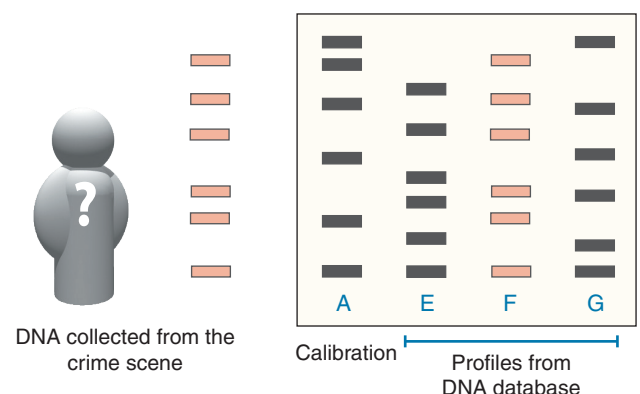 ?
A E F G
DNA collected from the
crime scene
Calibration
Profiles from
DNA database